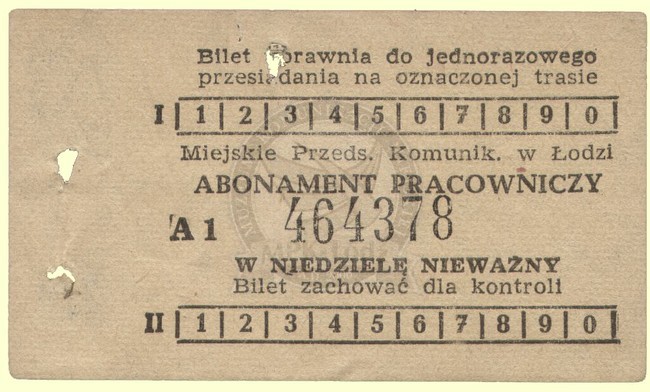 Bilet uprawnia do jednorazowego
przesiadania na oznaczonej trasie
I | 1 | 2 | 3 | 4 | 5 | 6 | 7 | 8 | 9 | 0 |
Miejskie Przeds. Komunik. w Łodzi
ABONAMENT PRACOWNICZY
A 1 464378
W NIEDZIELĘ NIEWAŻNY
Bilet zachować dla kontroli
II | 1 | 2 | 3 | 4 | 5 | 6 | 7 | 8 | 9 | 0 |